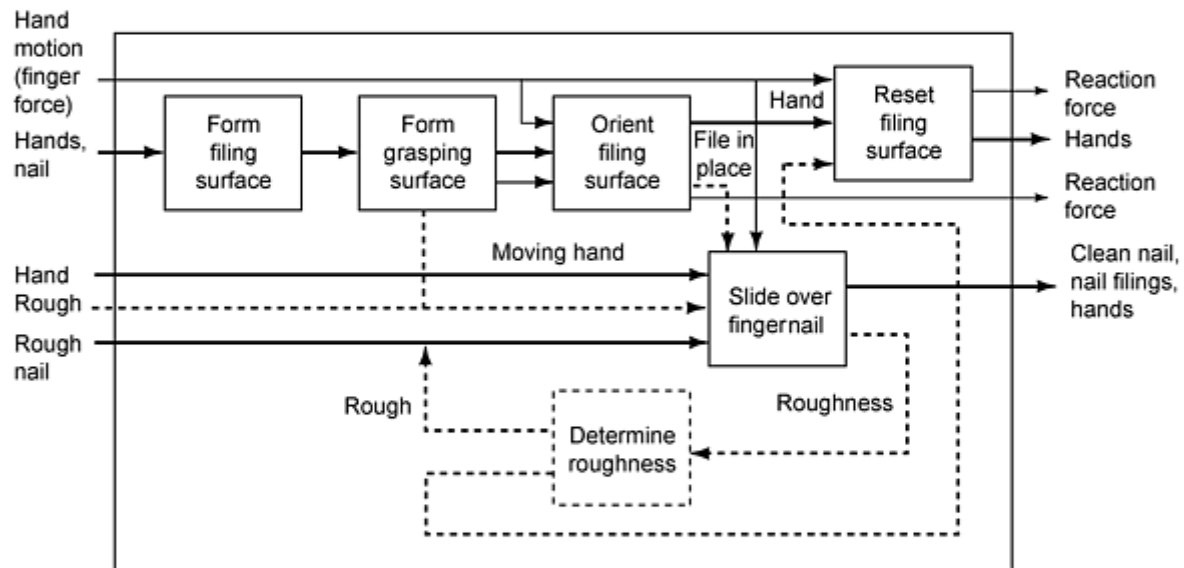 Hand
motion
(finger
force)
Hands,
nail
Form
filing
surface
Form
grasping
surface
Orient
filing
surface
Hand
File in
place
Reset
filing
surface
Reaction
force
Hands
Reaction
force
Moving hand
Hand
Rough
Rough
nail
Slide over
fingernail
Clean nail,
nail filings,
hands
Rough
Determine
roughness
Roughness